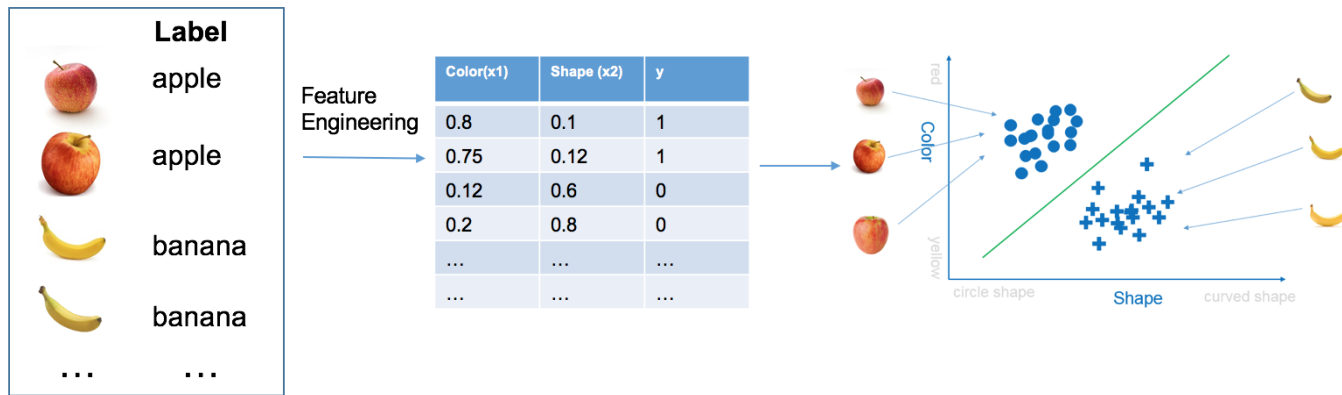 Label
apple
apple
banana
banana
... ...
Feature
Engineering
Color(x1) Shape (x2) y
0.8 0.1 1
0.75 0.12 1
0.12 0.6 0
0.2 0.8 0
... ... ...
... ... ...
red
Color
yellow
circle shape
Shape
curved shape